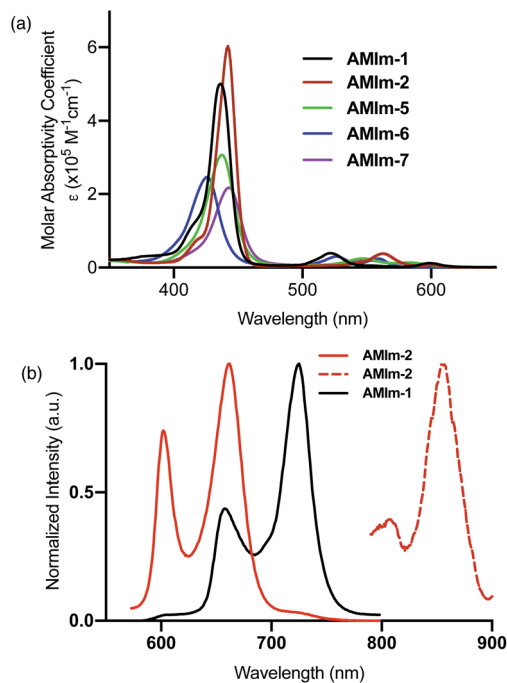 (a)
Molar Absorptivity Coefficient
ε (x10⁵ M⁻¹cm⁻¹)
6
4
2
0
400
500
600
Wavelength (nm)
AMIm-1
AMIm-2
AMIm-5
AMIm-6
AMIm-7
(b)
Normalized Intensity (a.u.)
1.0
0.5
0.0
600
700
800
900
Wavelength (nm)
AMIm-2
AMIm-2
AMIm-1